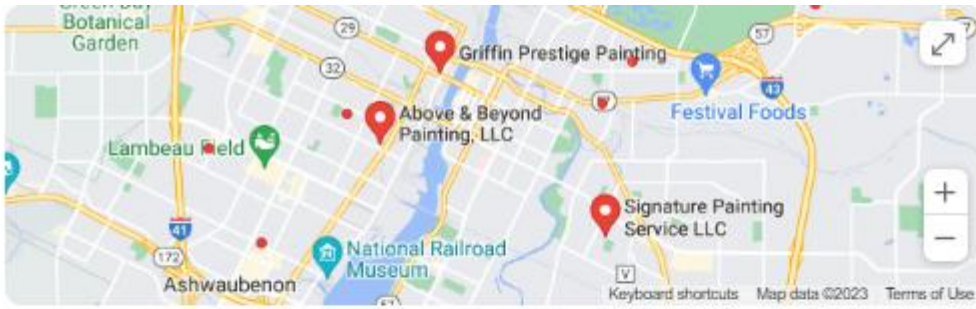 Botanical
Garden
29
57
Griffin Prestige Painting
32
43
Above & Beyond
Painting, LLC
Festival Foods
Lambeau Field
Signature Painting
Service LLC
41
National Railroad
Museum
172
Ashwaubenon
V
Keyboard shortcuts Map data ©2023 Terms of Use